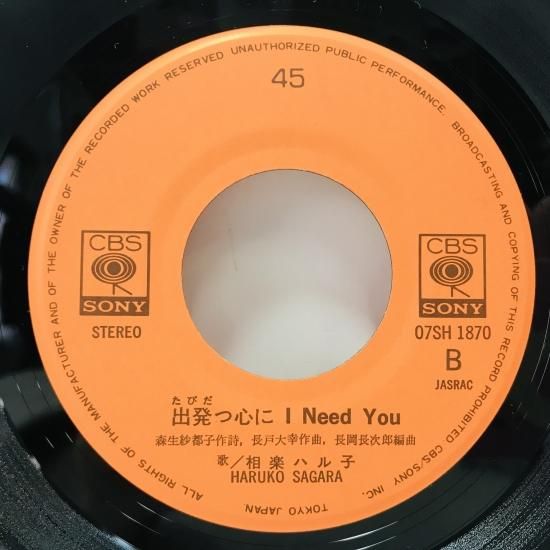 ALL RIGHTS OF THE MANUFACTURER AND OF THE OWNER OF THE RECORDED WORK RESERVED UNAUTHORIZED PUBLIC PERFORMANCE. BROADCASTING AND COPYING OF THIS RECORD PROHIBITED
CBS/SONY INC. TOKYO JAPAN
45
CBS
SONY
STEREO
CBS
SONY
07SH 1870
B
JASRAC
たびだ
出発つ心に I Need You
森生紗都子作詩，長戸大幸作曲，長岡長次郎編曲
歌／相楽ハル子
HARUKO SAGARA